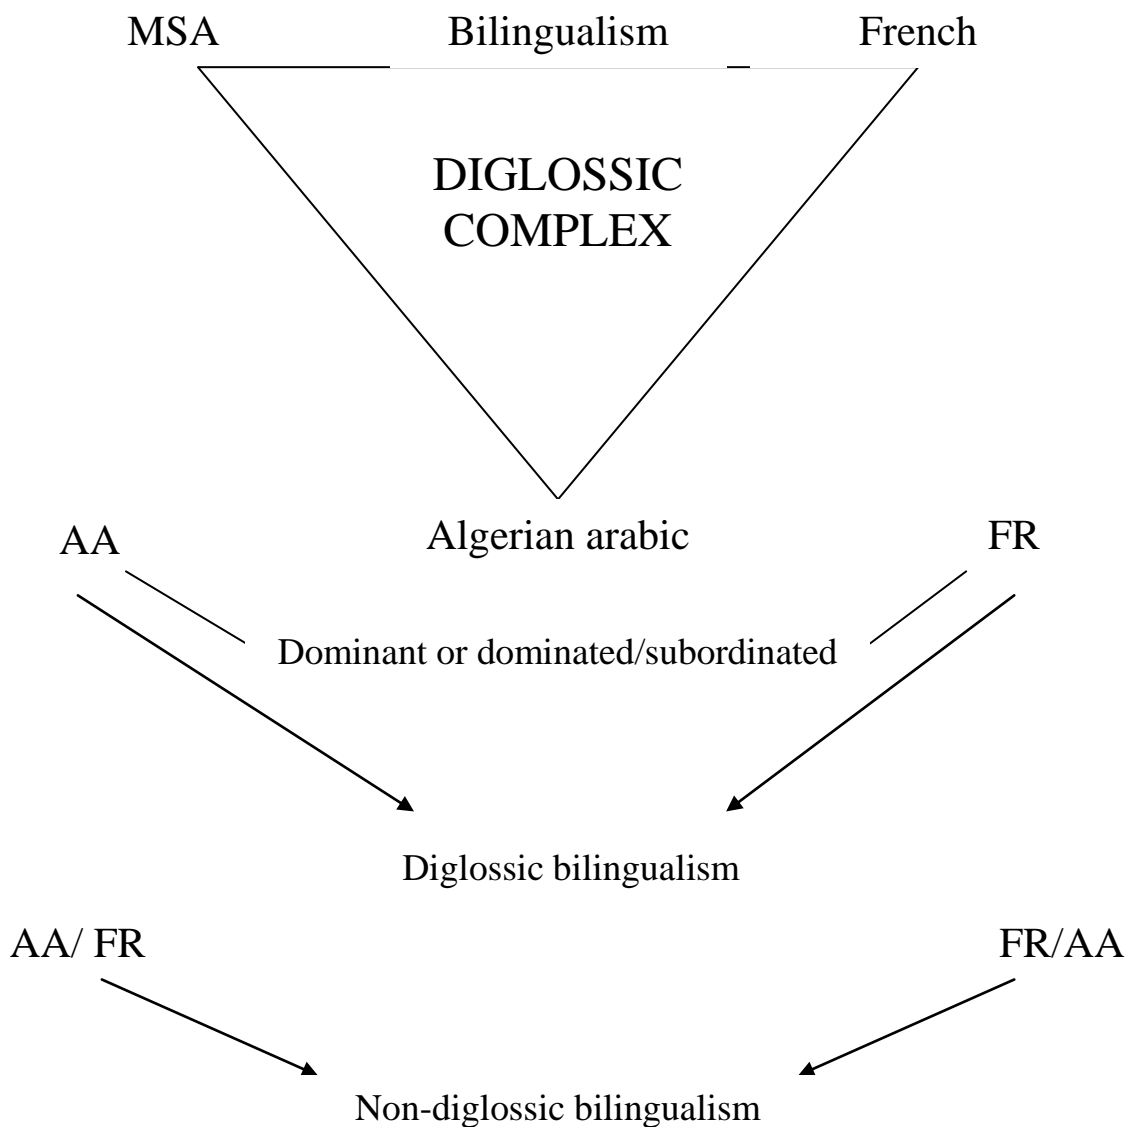 MSA Bilingualism French
DIGLOSSIC
COMPLEX
AA Algerian arabic FR
Dominant or dominated/subordinated
Diglossic bilingualism
AA/ FR FR/AA
Non-diglossic bilingualism